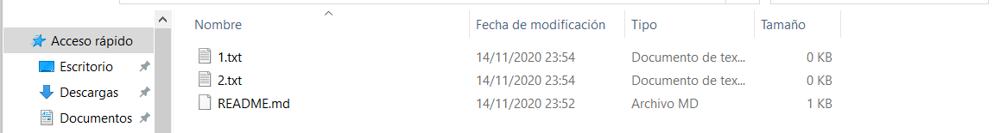 Nombre Fecha de modificación Tipo Tamaño
Acceso rápido
Escritorio
Descargas
Documentos
1.txt 14/11/2020 23:54 Documento de tex... 0 KB
2.txt 14/11/2020 23:54 Documento de tex... 0 KB
README.md 14/11/2020 23:52 Archivo MD 1 KB